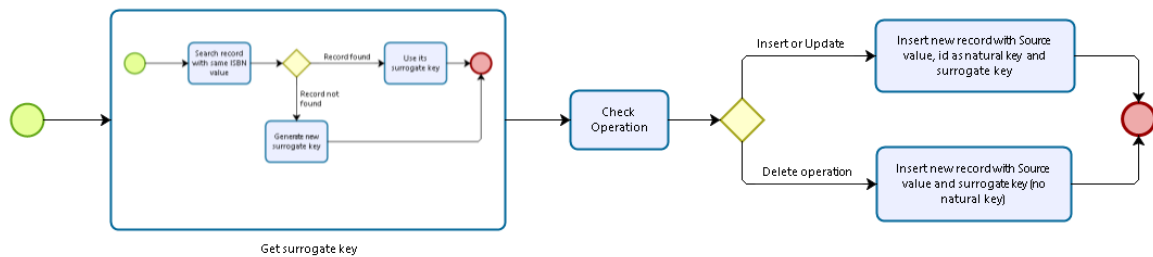 Search record
with same ISBN
value
Record found
Use its
surrogate key
Record not
found
Generate new
surrogate key
Get surrogate key
Check
Operation
Insert or Update
Insert new record with Source
value, id as natural key and
surrogate key
Delete operation
Insert new record with Source
value and surrogate key (no
natural key)